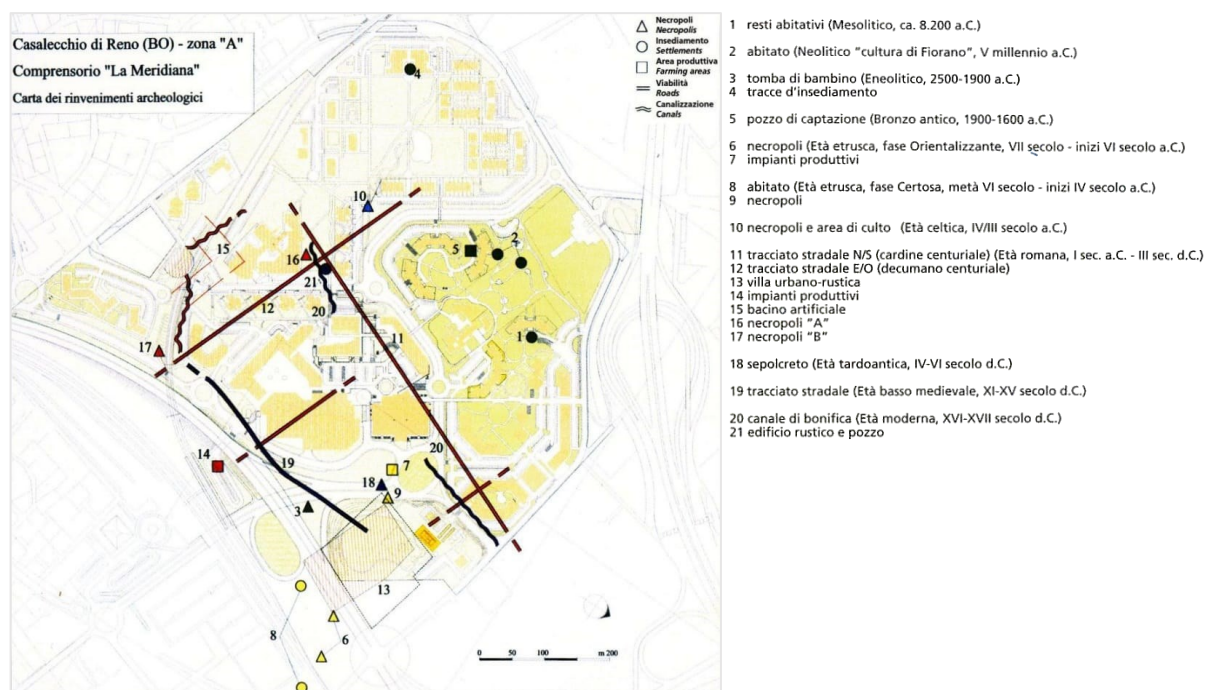 Casalecchio di Reno (BO) - zona "A"
Comprensorio "La Meridiana"
Carta dei rinvenimenti archeologici
Necropoli
Necropolis
Insediamento
Settlements
Area produttiva
Farming areas
Viabilità
Roads
Canalizzazione
Canals
4
10
15
16
21
5
2
12
20
11
1
17
14
19
20
7
18
9
3
13
8
6
0 50 100 m 200
1 resti abitativi (Mesolitico, ca. 8.200 a.C.)
2 abitato (Neolitico "cultura di Fiorano", V millennio a.C.)
3 tomba di bambino (Eneolitico, 2500-1900 a.C.)
4 tracce d'insediamento
5 pozzo di captazione (Bronzo antico, 1900-1600 a.C.)
6 necropoli (Età etrusca, fase Orientalizzante, VII secolo - inizi VI secolo a.C.)
7 impianti produttivi
8 abitato (Età etrusca, fase Certosa, metà VI secolo - inizi IV secolo a.C.)
9 necropoli
10 necropoli e area di culto (Età celtica, IV/III secolo a.C.)
11 tracciato stradale N/S (cardine centuriale) (Età romana, I sec. a.C. - III sec. d.C.)
12 tracciato stradale E/O (decumano centuriale)
13 villa urbano-rustica
14 impianti produttivi
15 bacino artificiale
16 necropoli "A"
17 necropoli "B"
18 sepolcreto (Età tardoantica, IV-VI secolo d.C.)
19 tracciato stradale (Età basso medievale, XI-XV secolo d.C.)
20 canale di bonifica (Età moderna, XVI-XVII secolo d.C.)
21 edificio rustico e pozzo